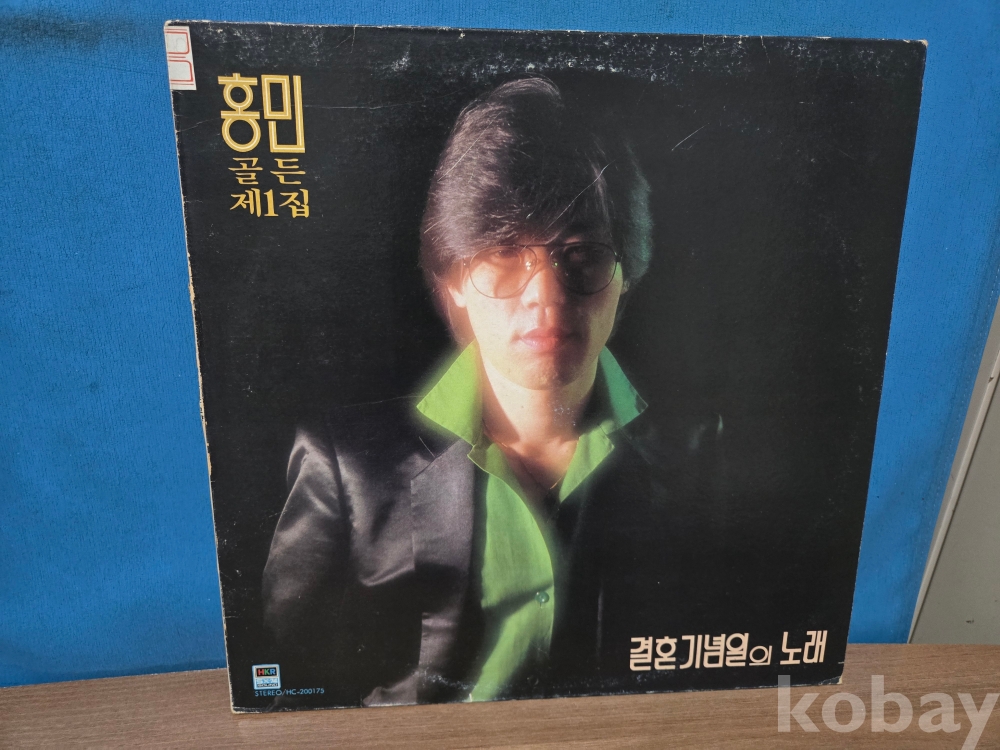 홍민
골든
제1집
결혼기념일의 노래
HKR
STEREO/HC-200175
kobay